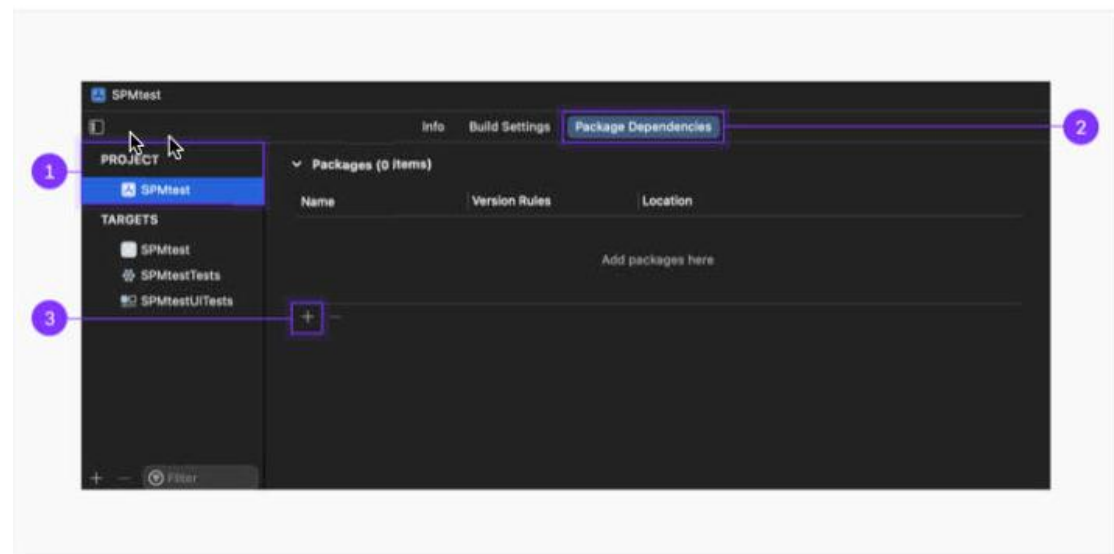 SPMtest
Info Build Settings Package Dependencies
2
1
PROJECT
SPMtest
Packages (0 items)
Name Version Rules Location
TARGETS
SPMtest
SPMtestTests
SPMtestUITests
Add packages here
3
+ −
+ − Filter